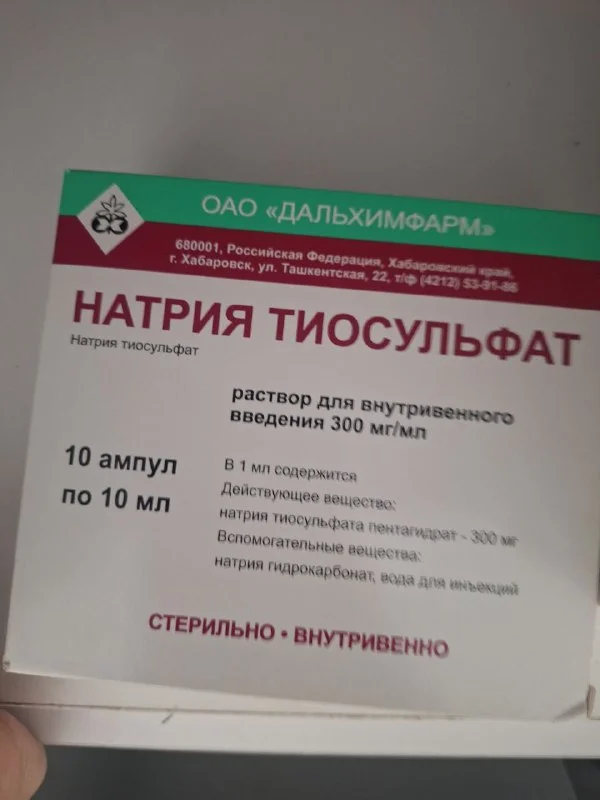 ОАО «ДАЛЬХИМФАРМ»
680001, Российская Федерация, Хабаровский край,
г. Хабаровск, ул. Ташкентская, 22, т/ф (4212) 53-91-86
НАТРИЯ ТИОСУЛЬФАТ
Натрия тиосульфат
раствор для внутривенного
введения 300 мг/мл
10 ампул
по 10 мл
В 1 мл содержится
Действующее вещество:
натрия тиосульфата пентагидрат - 300 мг
Вспомогательные вещества:
натрия гидрокарбонат, вода для инъекций
СТЕРИЛЬНО • ВНУТРИВЕННО